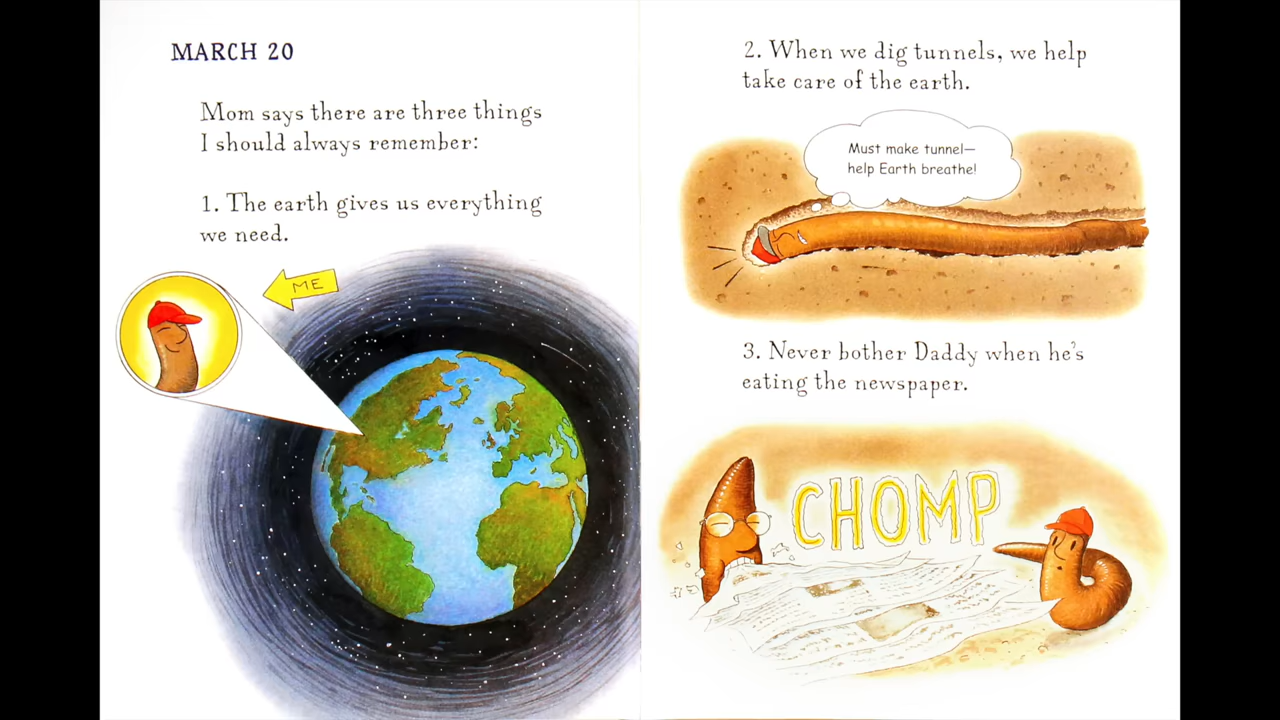 MARCH 20
Mom says there are three things
I should always remember:
1. The earth gives us everything
we need.
ME
2. When we dig tunnels, we help
take care of the earth.
Must make tunnel—
help Earth breathe!
3. Never bother Daddy when he's
eating the newspaper.
CHOMP